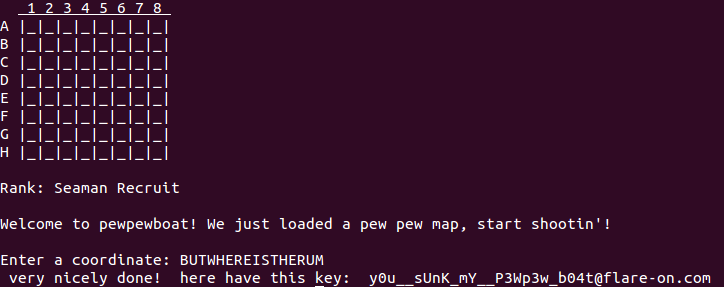 1 2 3 4 5 6 7 8
A |_|_|_|_|_|_|_|_|
B |_|_|_|_|_|_|_|_|
C |_|_|_|_|_|_|_|_|
D |_|_|_|_|_|_|_|_|
E |_|_|_|_|_|_|_|_|
F |_|_|_|_|_|_|_|_|
G |_|_|_|_|_|_|_|_|
H |_|_|_|_|_|_|_|_|
Rank: Seaman Recruit
Welcome to pewpewboat! We just loaded a pew pew map, start shootin'!
Enter a coordinate: BUTWHEREISTHERUM
 very nicely done!  here have this key:  y0u__sUnK_mY__P3Wp3w_b04t@flare-on.com